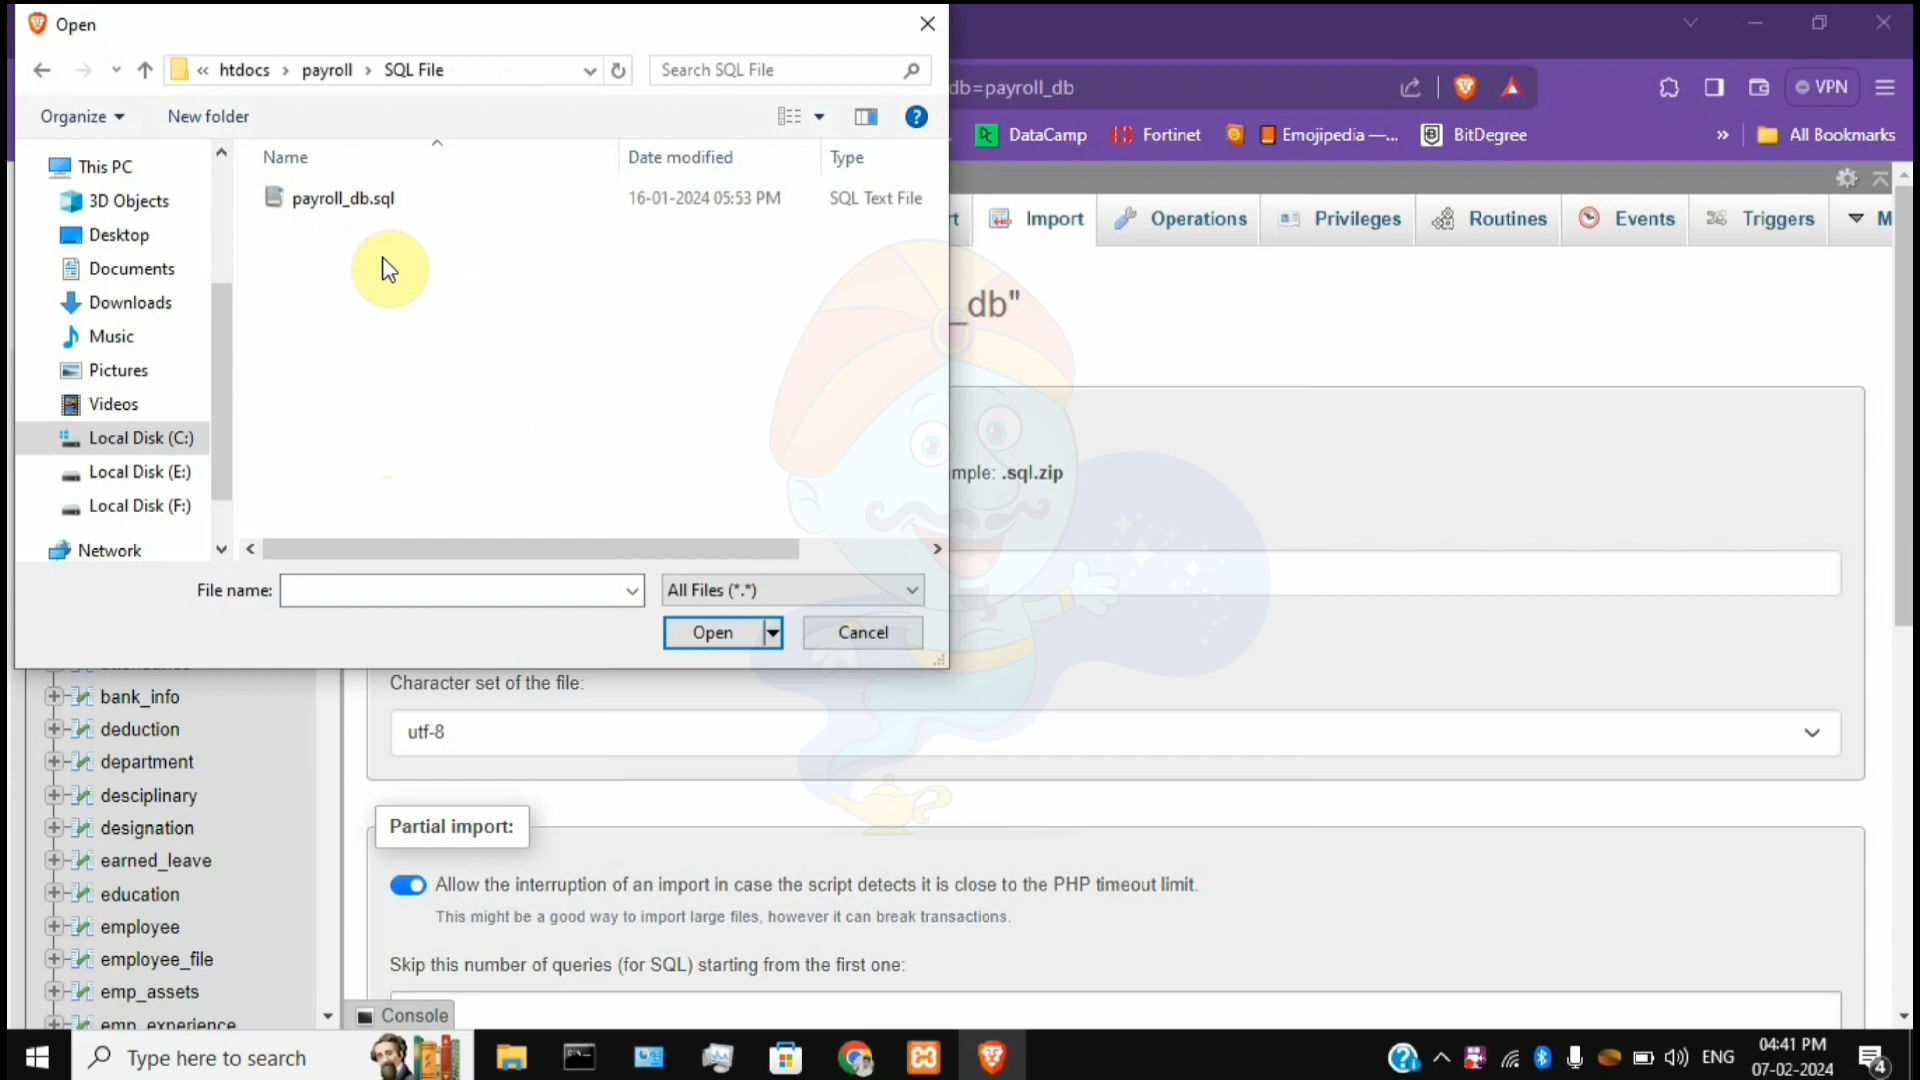 Open
« htdocs › payroll › SQL File
Search SQL File
db=payroll_db
VPN
Organize
New folder
DataCamp
Fortinet
Emojipedia —...
BitDegree
»
All Bookmarks
This PC
3D Objects
Desktop
Documents
Downloads
Music
Pictures
Videos
Local Disk (C:)
Local Disk (E:)
Local Disk (F:)
Network
Name
Date modified
Type
payroll_db.sql
16-01-2024 05:53 PM
SQL Text File
File name:
All Files (*.*)
Open
Cancel
rt
Import
Operations
Privileges
Routines
Events
Triggers
M
_db"
mple: .sql.zip
Character set of the file:
utf-8
Partial import:
Allow the interruption of an import in case the script detects it is close to the PHP timeout limit.
This might be a good way to import large files, however it can break transactions.
Skip this number of queries (for SQL) starting from the first one:
bank_info
deduction
department
desciplinary
designation
earned_leave
education
employee
employee_file
emp_assets
emp_experience
Console
Type here to search
ENG
04:41 PM
07-02-2024
4